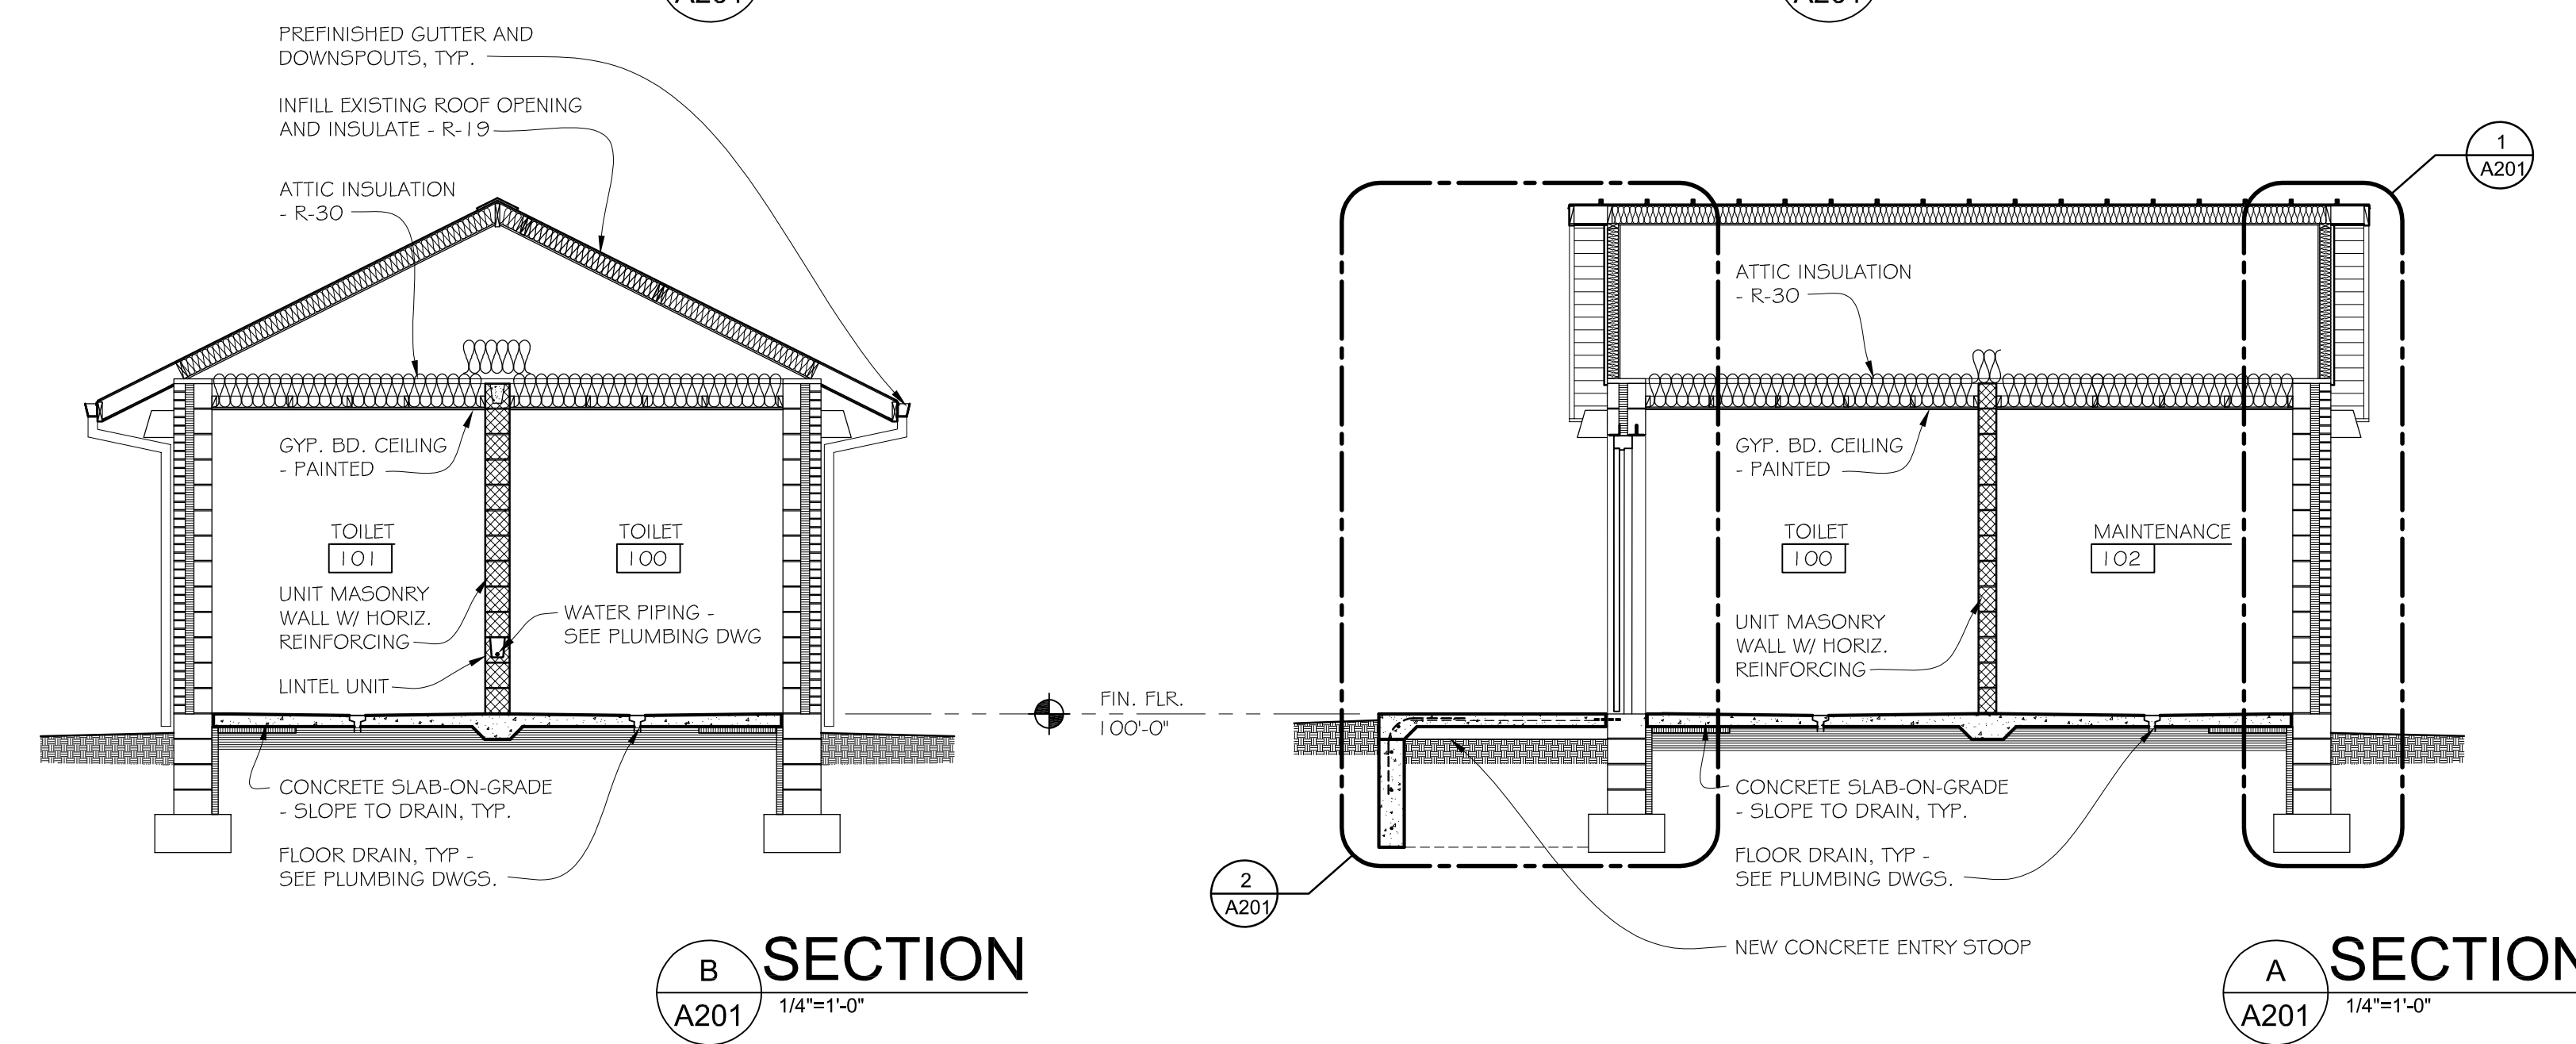 A201
A201
PREFINISHED GUTTER AND
DOWNSPOUTS, TYP.
INFILL EXISTING ROOF OPENING
AND INSULATE - R-19
ATTIC INSULATION
- R-30
GYP. BD. CEILING
- PAINTED
TOILET
101
TOILET
100
UNIT MASONRY
WALL W/ HORIZ.
REINFORCING
WATER PIPING -
SEE PLUMBING DWG
LINTEL UNIT
CONCRETE SLAB-ON-GRADE
- SLOPE TO DRAIN, TYP.
FLOOR DRAIN, TYP -
SEE PLUMBING DWGS.
B
A201
SECTION
1/4"=1'-0"
FIN. FLR.
100'-0"
1
A201
ATTIC INSULATION
- R-30
GYP. BD. CEILING
- PAINTED
TOILET
100
MAINTENANCE
102
UNIT MASONRY
WALL W/ HORIZ.
REINFORCING
CONCRETE SLAB-ON-GRADE
- SLOPE TO DRAIN, TYP.
FLOOR DRAIN, TYP -
SEE PLUMBING DWGS.
2
A201
NEW CONCRETE ENTRY STOOP
A
A201
SECTION
1/4"=1'-0"